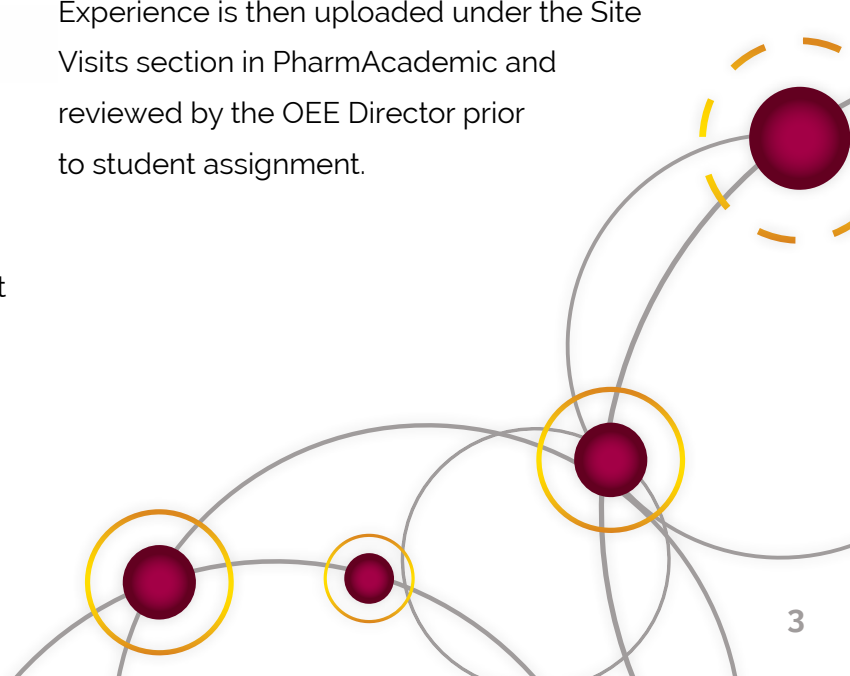 Experience is then uploaded under the Site
Visits section in PharmAcademic and
reviewed by the OEE Director prior
to student assignment.
t
3